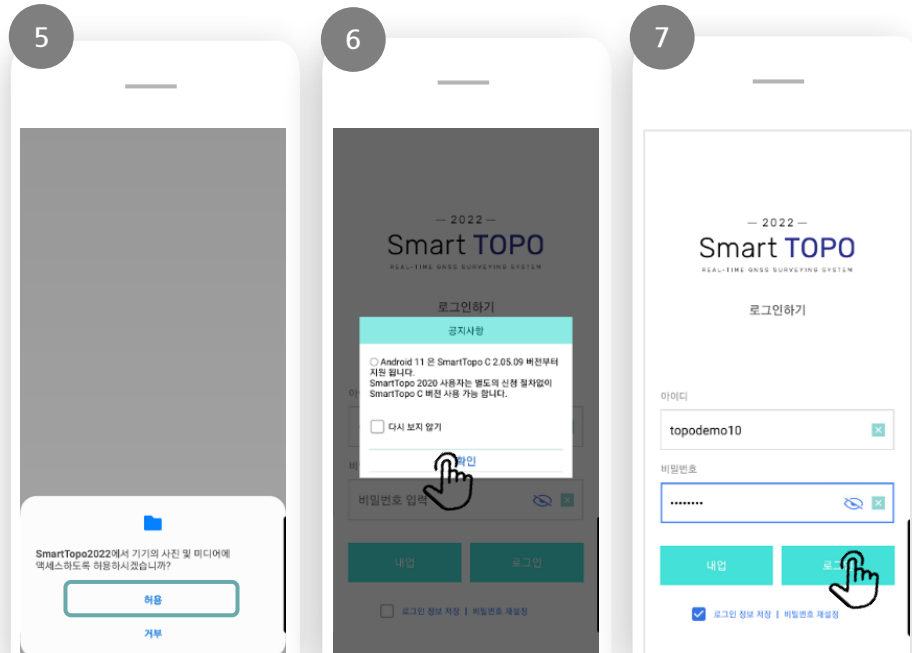 5
SmartTopo2022에서 기기의 사진 및 미디어에
액세스하도록 허용하시겠습니까?
허용
거부
6
2022
Smart TOPO
REAL-TIME GNSS SURVEYING SYSTEM
로그인하기
공지사항
○ Android 11 은 SmartTopo C 2.05.09 버전부터
지원 됩니다.
SmartTopo 2020 사용자는 별도의 신청 절차없이
SmartTopo C 버전 사용 가능 합니다.
다시 보지 않기
확인
비밀번호 입력
내업 로그인
로그인 정보 저장 | 비밀번호 재설정
7
2022
Smart TOPO
REAL-TIME GNSS SURVEYING SYSTEM
로그인하기
아이디
topodemo10
비밀번호
••••••••
내업
로그인 정보 저장 | 비밀번호 재설정